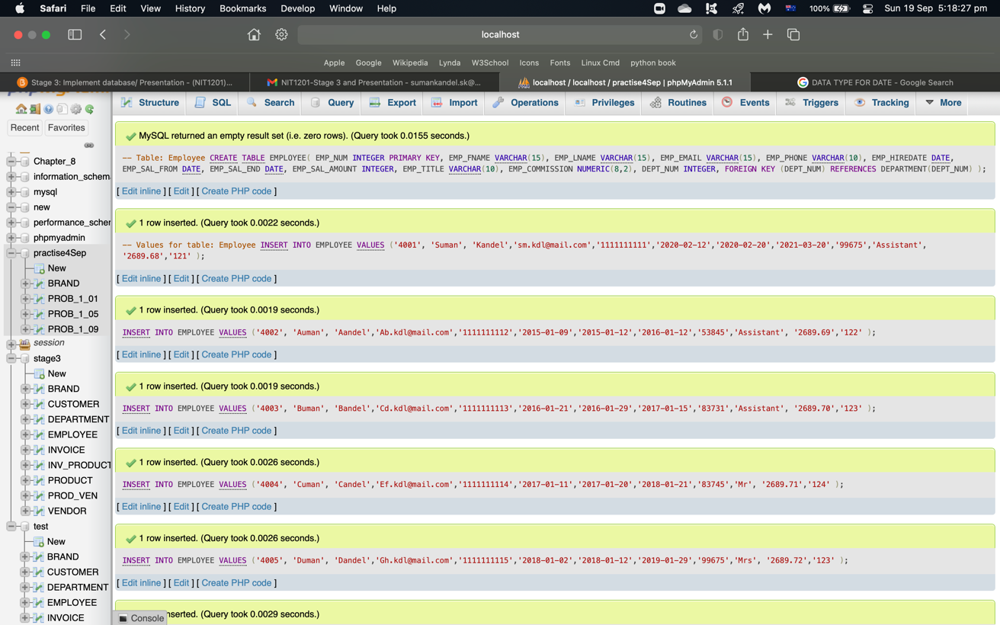 Safari File Edit View History Bookmarks Develop Window Help 100% Sun 19 Sep 5:18:27 pm
localhost
Apple Google Wikipedia Lynda W3School Icons Fonts Linux Cmd python book
Stage 3: Implement database/ Presentation - (NIT1201)... NIT1201-Stage 3 and Presentation - sumankandel.sk@... localhost / localhost / practise4Sep | phpMyAdmin 5.1.1 DATA TYPE FOR DATE - Google Search
Structure SQL Search Query Export Import Operations Privileges Routines Events Triggers Tracking More
Recent Favorites
Chapter_8
information_schem
mysql
new
performance_scher
phpmyadmin
practise4Sep
New
BRAND
PROB_1_01
PROB_1_05
PROB_1_09
session
stage3
New
BRAND
CUSTOMER
DEPARTMENT
EMPLOYEE
INVOICE
INV_PRODUCT
PRODUCT
PROD_VEN
VENDOR
test
New
BRAND
CUSTOMER
DEPARTMENT
EMPLOYEE
INVOICE
MySQL returned an empty result set (i.e. zero rows). (Query took 0.0155 seconds.)
-- Table: Employee CREATE TABLE EMPLOYEE( EMP_NUM INTEGER PRIMARY KEY, EMP_FNAME VARCHAR(15), EMP_LNAME VARCHAR(15), EMP_EMAIL VARCHAR(15), EMP_PHONE VARCHAR(10), EMP_HIREDATE DATE,
EMP_SAL_FROM DATE, EMP_SAL_END DATE, EMP_SAL_AMOUNT INTEGER, EMP_TITLE VARCHAR(10), EMP_COMMISSION NUMERIC(8,2), DEPT_NUM INTEGER, FOREIGN KEY (DEPT_NUM) REFERENCES DEPARTMENT(DEPT_NUM) );
[ Edit inline ] [ Edit ] [ Create PHP code ]
1 row inserted. (Query took 0.0022 seconds.)
-- Values for table: Employee INSERT INTO EMPLOYEE VALUES ('4001', 'Suman', 'Kandel','sm.kdl@mail.com','1111111111','2020-02-12','2020-02-20','2021-03-20','99675','Assistant',
'2689.68','121' );
[ Edit inline ] [ Edit ] [ Create PHP code ]
1 row inserted. (Query took 0.0019 seconds.)
INSERT INTO EMPLOYEE VALUES ('4002', 'Auman', 'Aandel','Ab.kdl@mail.com','1111111112','2015-01-09','2015-01-12','2016-01-12','53845','Assistant', '2689.69','122' );
[ Edit inline ] [ Edit ] [ Create PHP code ]
1 row inserted. (Query took 0.0019 seconds.)
INSERT INTO EMPLOYEE VALUES ('4003', 'Buman', 'Bandel','Cd.kdl@mail.com','1111111113','2016-01-21','2016-01-29','2017-01-15','83731','Assistant', '2689.70','123' );
[ Edit inline ] [ Edit ] [ Create PHP code ]
1 row inserted. (Query took 0.0026 seconds.)
INSERT INTO EMPLOYEE VALUES ('4004', 'Cuman', 'Candel','Ef.kdl@mail.com','1111111114','2017-01-11','2017-01-20','2018-01-21','83745','Mr', '2689.71','124' );
[ Edit inline ] [ Edit ] [ Create PHP code ]
1 row inserted. (Query took 0.0026 seconds.)
INSERT INTO EMPLOYEE VALUES ('4005', 'Duman', 'Dandel','Gh.kdl@mail.com','1111111115','2018-01-02','2018-01-12','2019-01-29','99675','Mrs', '2689.72','123' );
[ Edit inline ] [ Edit ] [ Create PHP code ]
Console nserted. (Query took 0.0029 seconds.)